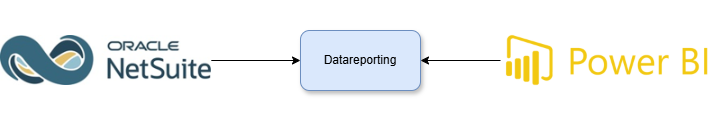 ORACLE
NetSuite
Datareporting
Power BI